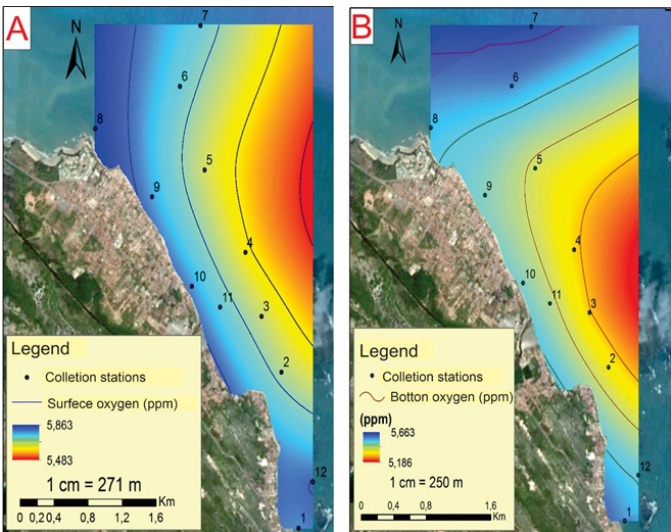 A
N
7
6
8
5
9
4
10
11
3
2
12
1
Legend
Colletion stations
Surfece oxygen (ppm)
5,863
5,483
1 cm = 271 m
0 0,20,4 0,8 1,2 1,6
Km
B
N
7
6
8
5
9
4
10
11
3
2
12
1
Legend
Colletion stations
Botton oxygen (ppm)
(ppm)
5,663
5,186
1 cm = 250 m
0 0,4 0,8 1,6
Km